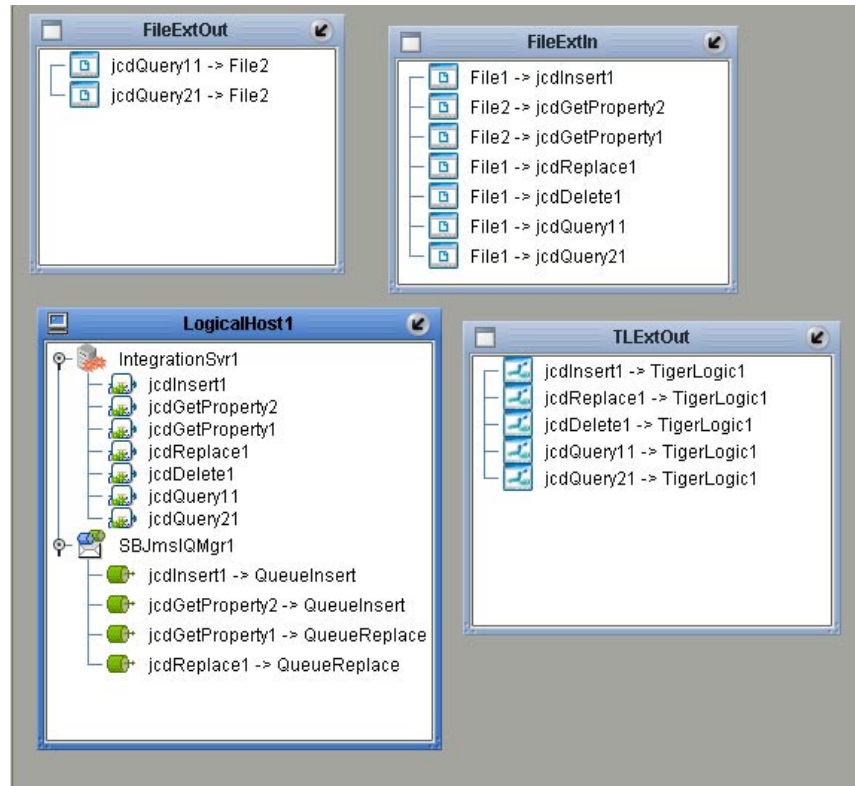 FileExtOut
jcdQuery11 -> File2
jcdQuery21 -> File2
FileExtIn
File1 -> jcdInsert1
File2 -> jcdGetProperty2
File2 -> jcdGetProperty1
File1 -> jcdReplace1
File1 -> jcdDelete1
File1 -> jcdQuery11
File1 -> jcdQuery21
LogicalHost1
IntegrationSvr1
jcdInsert1
jcdGetProperty2
jcdGetProperty1
jcdReplace1
jcdDelete1
jcdQuery11
jcdQuery21
SBJmsIQMgr1
jcdInsert1 -> QueueInsert
jcdGetProperty2 -> QueueInsert
jcdGetProperty1 -> QueueReplace
jcdReplace1 -> QueueReplace
TLExtOut
jcdInsert1 -> TigerLogic1
jcdReplace1 -> TigerLogic1
jcdDelete1 -> TigerLogic1
jcdQuery11 -> TigerLogic1
jcdQuery21 -> TigerLogic1